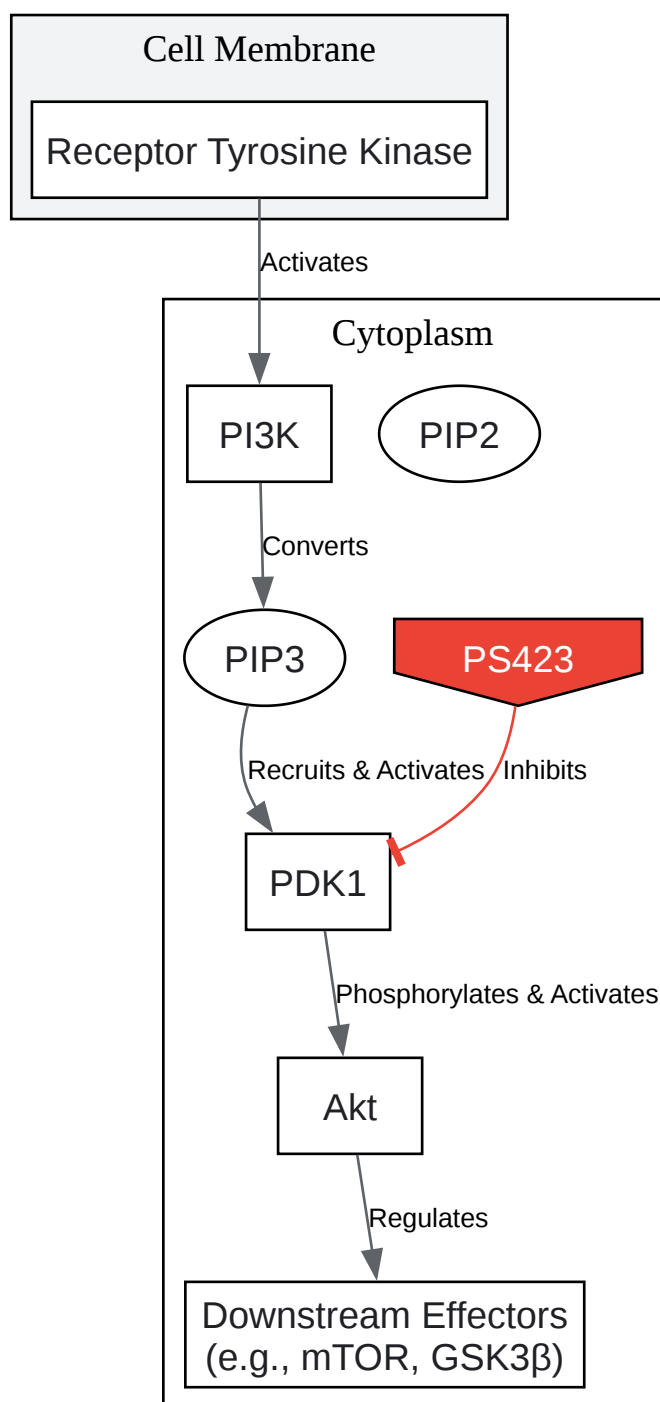 Cell Membrane
Receptor Tyrosine Kinase
Activates
Cytoplasm
PI3K
PIP2
Converts
PIP3
PS423
Recruits & Activates
Inhibits
PDK1
Phosphorylates & Activates
Akt
Regulates
Downstream Effectors
(e.g., mTOR, GSK3β)